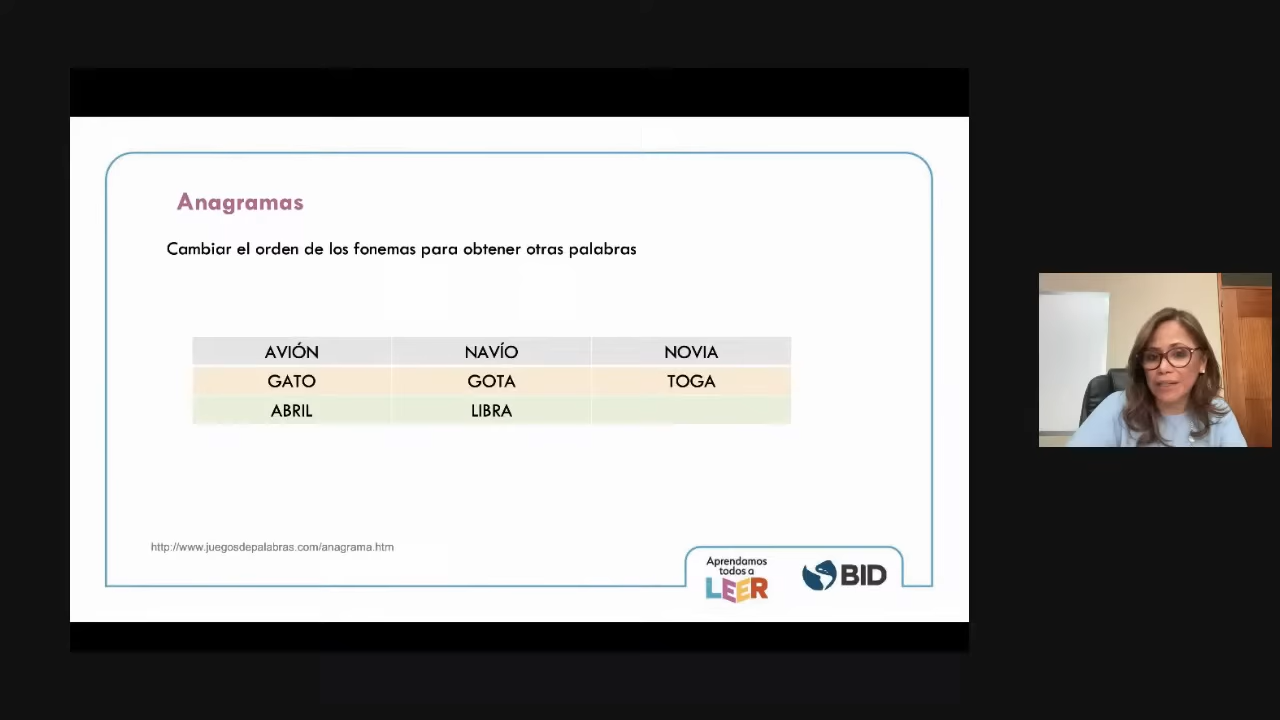 Anagramas
Cambiar el orden de los fonemas para obtener otras palabras
AVIÓN NAVÍO NOVIA
GATO GOTA TOGA
ABRIL LIBRA
http://www.juegosdepalabras.com/anagrama.htm
Aprendamos
todos a
LEER
BID